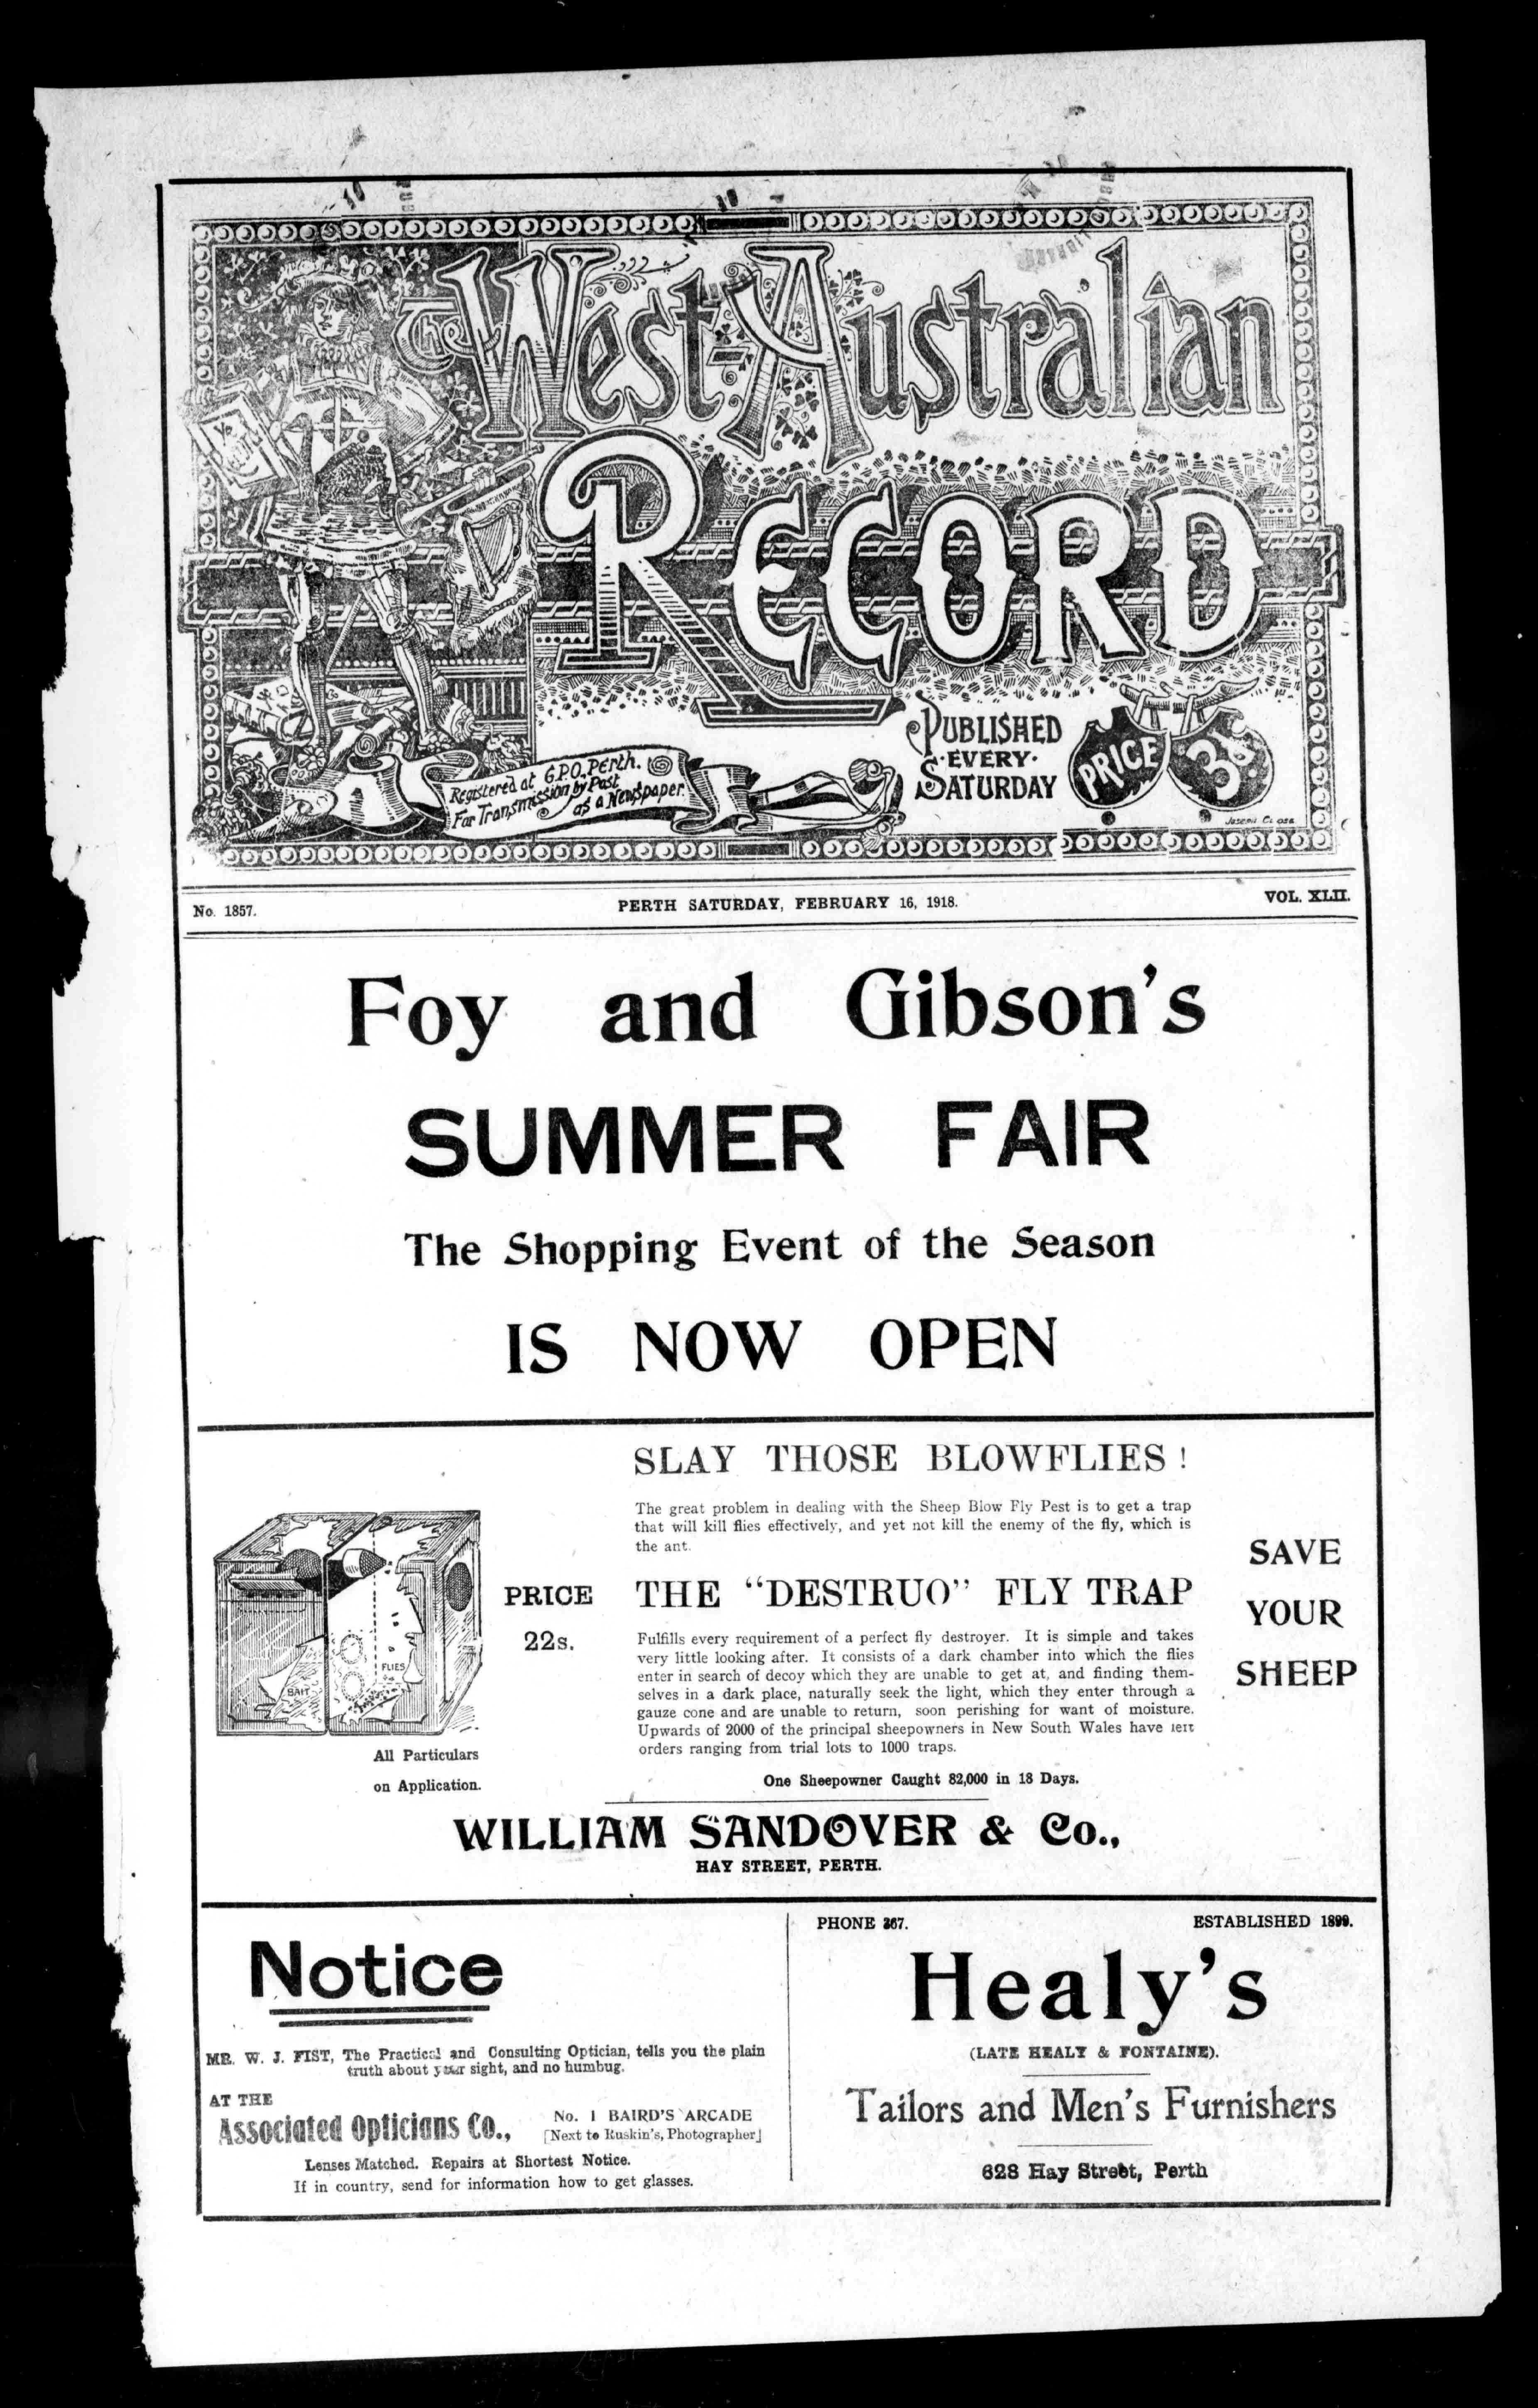 The West-Australian
RECORD
PUBLISHED
EVERY
SATURDAY
PRICE 3d
Registered at G.P.O. Perth.
For Transmission by Post
as a Newspaper.
No. 1857.
PERTH SATURDAY, FEBRUARY 16, 1918.
VOL. XLII.
Foy and Gibson's
SUMMER FAIR
The Shopping Event of the Season
IS NOW OPEN
SLAY THOSE BLOWFLIES !
The great problem in dealing with the Sheep Blow Fly Pest is to get a trap
that will kill flies effectively, and yet not kill the enemy of the fly, which is
the ant.
BAIT
FLIES
PRICE
22s.
THE "DESTRUO" FLY TRAP
Fulfills every requirement of a perfect fly destroyer. It is simple and takes
very little looking after. It consists of a dark chamber into which the flies
enter in search of decoy which they are unable to get at, and finding them-
selves in a dark place, naturally seek the light, which they enter through a
gauze cone and are unable to return, soon perishing for want of moisture.
Upwards of 2000 of the principal sheepowners in New South Wales have left
orders ranging from trial lots to 1000 traps.
One Sheepowner Caught 82,000 in 18 Days.
SAVE
YOUR
SHEEP
All Particulars
on Application.
WILLIAM SANDOVER & Co.,
HAY STREET, PERTH.
Notice
MR. W. J. FIST, The Practical and Consulting Optician, tells you the plain
truth about your sight, and no humbug.
AT THE
Associated Opticians Co.,
No. 1 BAIRD'S ARCADE
[Next to Ruskin's, Photographer]
Lenses Matched. Repairs at Shortest Notice.
If in country, send for information how to get glasses.
PHONE 267.
ESTABLISHED 1899.
Healy's
(LATE HEALY & FONTAINE).
Tailors and Men's Furnishers
628 Hay Street, Perth